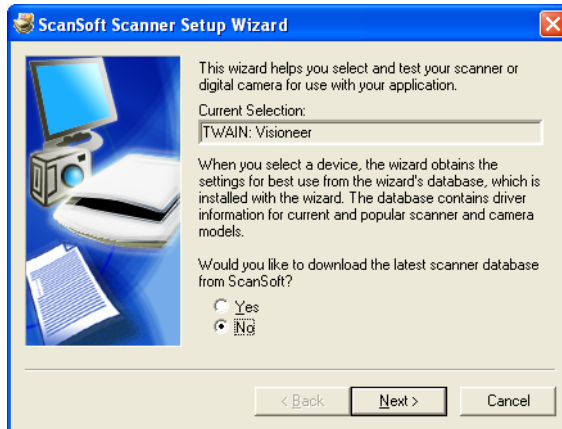 ScanSoft Scanner Setup Wizard
This wizard helps you select and test your scanner or
digital camera for use with your application.
Current Selection:
TWAIN: Visioneer
When you select a device, the wizard obtains the
settings for best use from the wizard's database, which is
installed with the wizard. The database contains driver
information for current and popular scanner and camera
models.
Would you like to download the latest scanner database
from ScanSoft?
Yes
No
< Back
Next >
Cancel